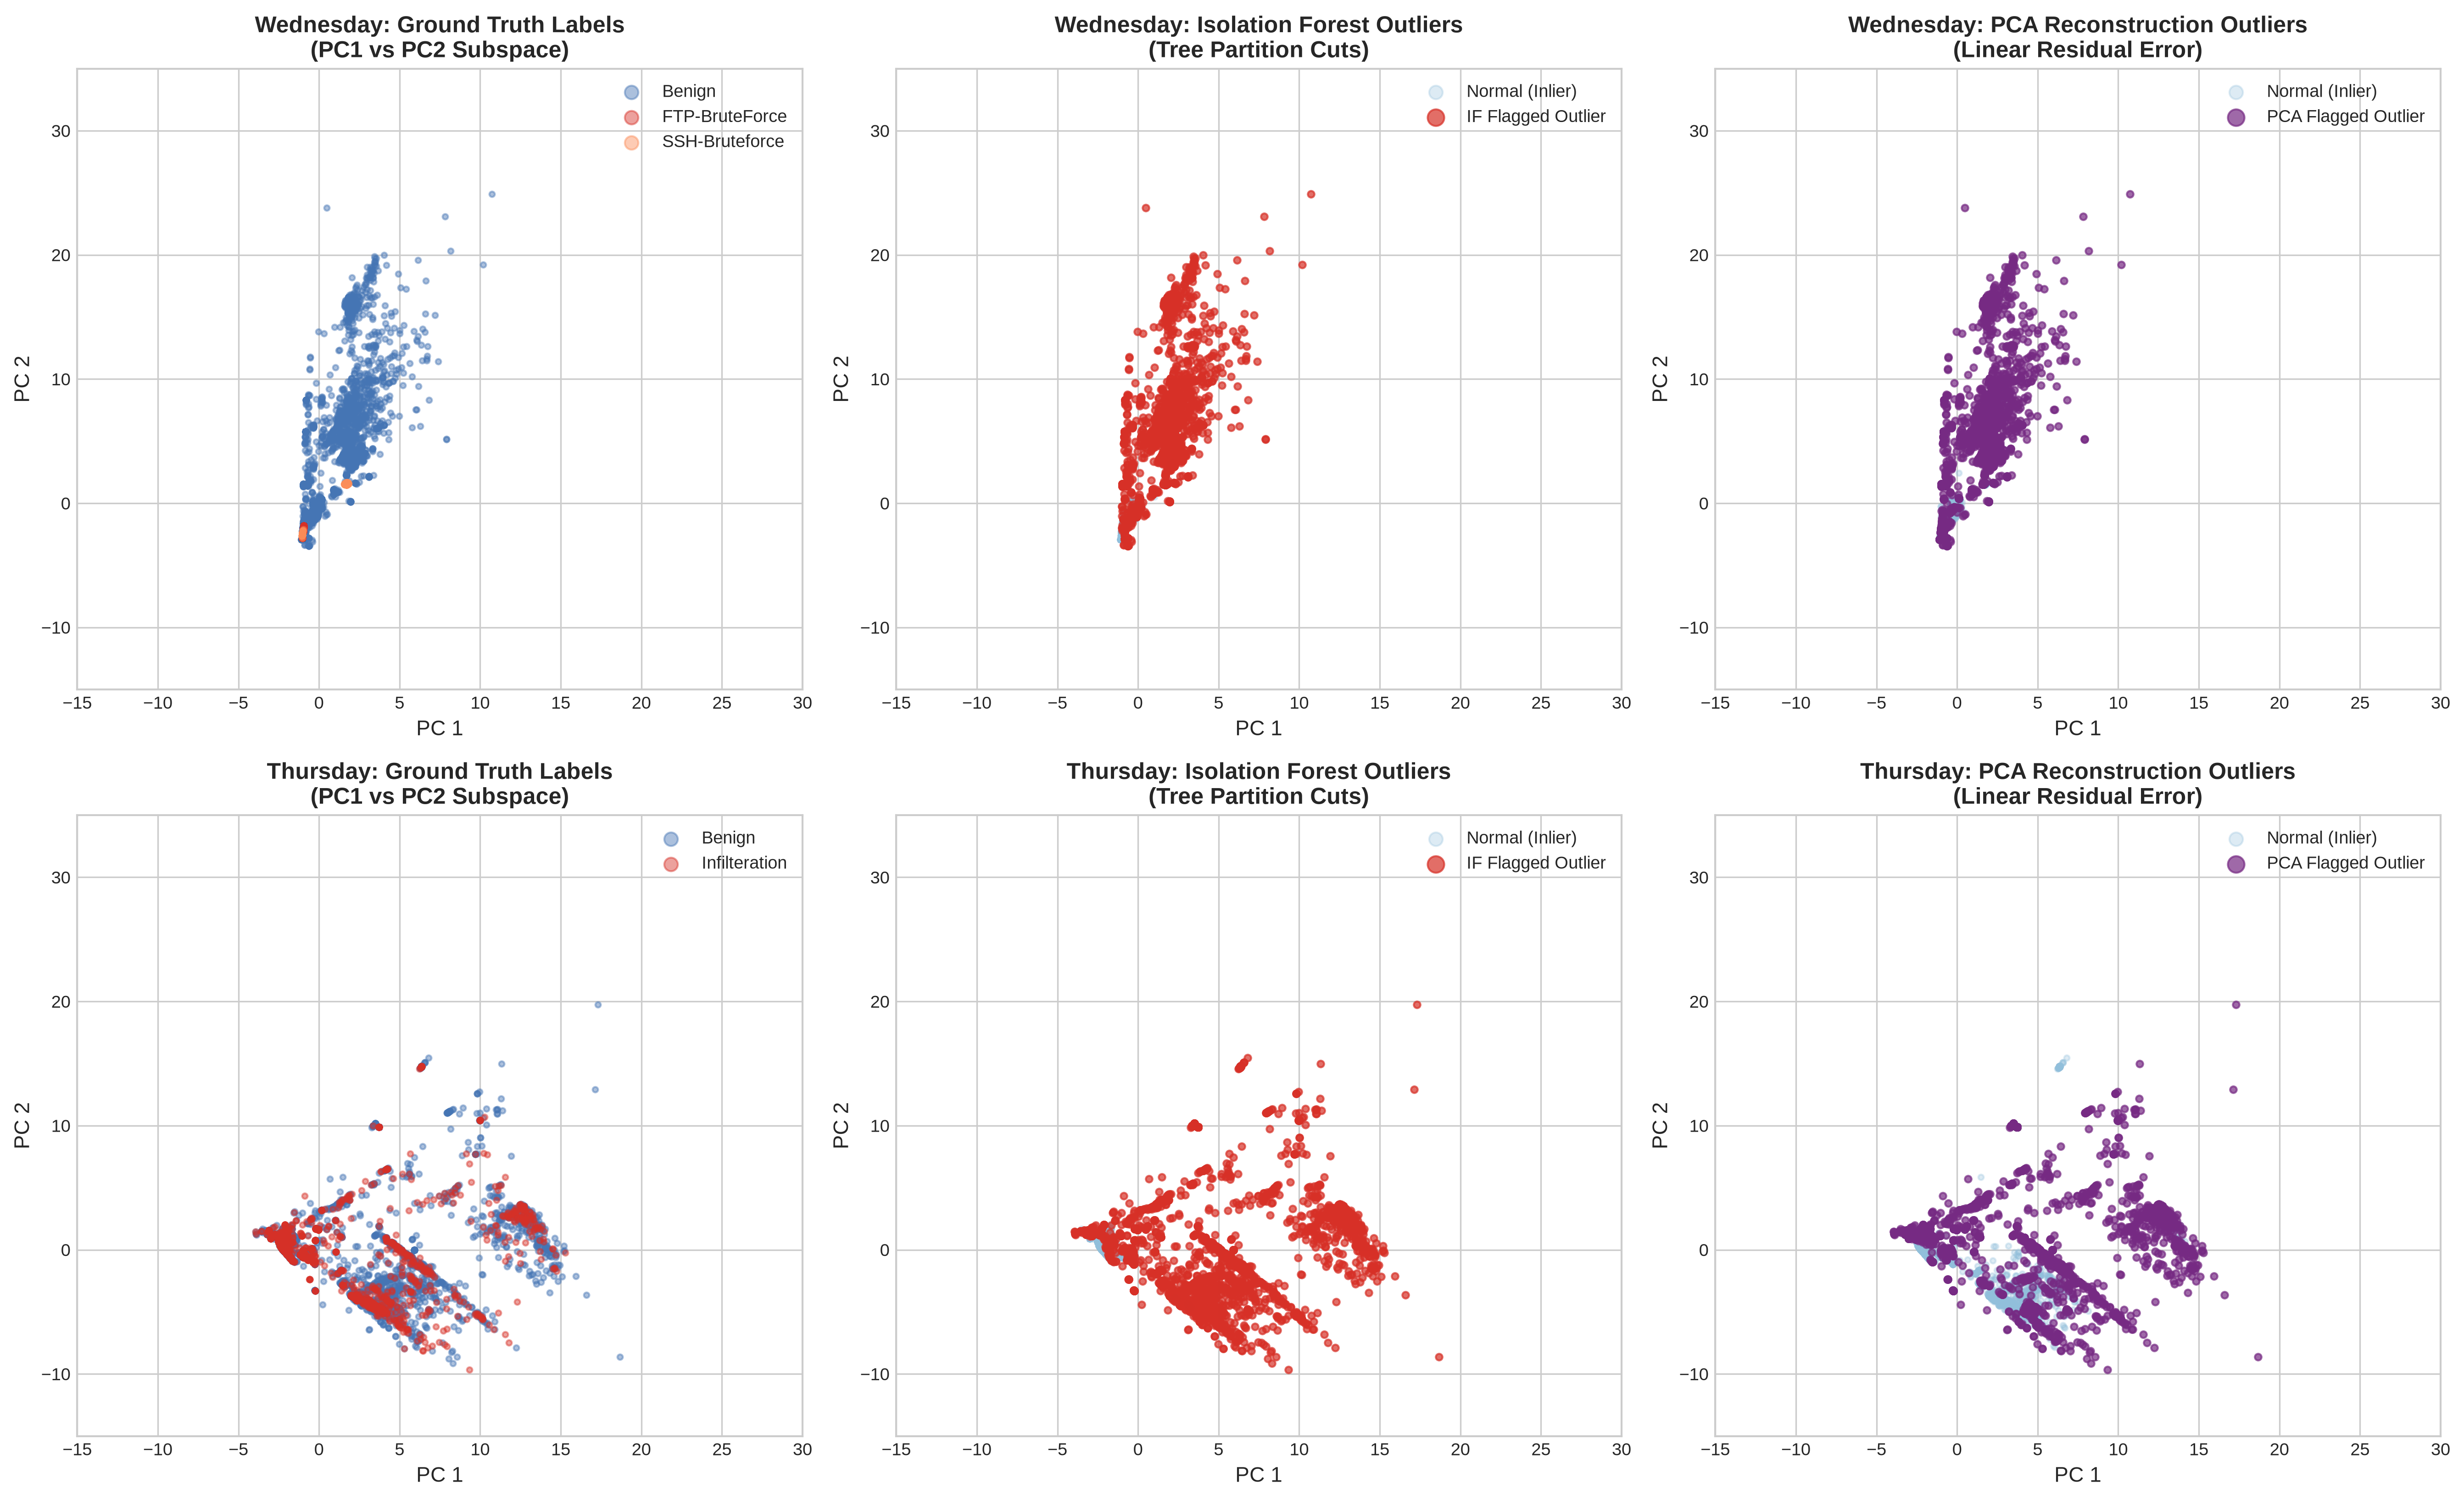 Wednesday: Ground Truth Labels
(PC1 vs PC2 Subspace)
Benign
FTP-BruteForce
SSH-Bruteforce
30
20
10
0
−10
PC 2
−15 −10 −5 0 5 10 15 20 25 30
PC 1
Wednesday: Isolation Forest Outliers
(Tree Partition Cuts)
Normal (Inlier)
IF Flagged Outlier
30
20
10
0
−10
PC 2
−15 −10 −5 0 5 10 15 20 25 30
PC 1
Wednesday: PCA Reconstruction Outliers
(Linear Residual Error)
Normal (Inlier)
PCA Flagged Outlier
30
20
10
0
−10
PC 2
−15 −10 −5 0 5 10 15 20 25 30
PC 1
Thursday: Ground Truth Labels
(PC1 vs PC2 Subspace)
Benign
Infilteration
30
20
10
0
−10
PC 2
−15 −10 −5 0 5 10 15 20 25 30
PC 1
Thursday: Isolation Forest Outliers
(Tree Partition Cuts)
Normal (Inlier)
IF Flagged Outlier
30
20
10
0
−10
PC 2
−15 −10 −5 0 5 10 15 20 25 30
PC 1
Thursday: PCA Reconstruction Outliers
(Linear Residual Error)
Normal (Inlier)
PCA Flagged Outlier
30
20
10
0
−10
PC 2
−15 −10 −5 0 5 10 15 20 25 30
PC 1